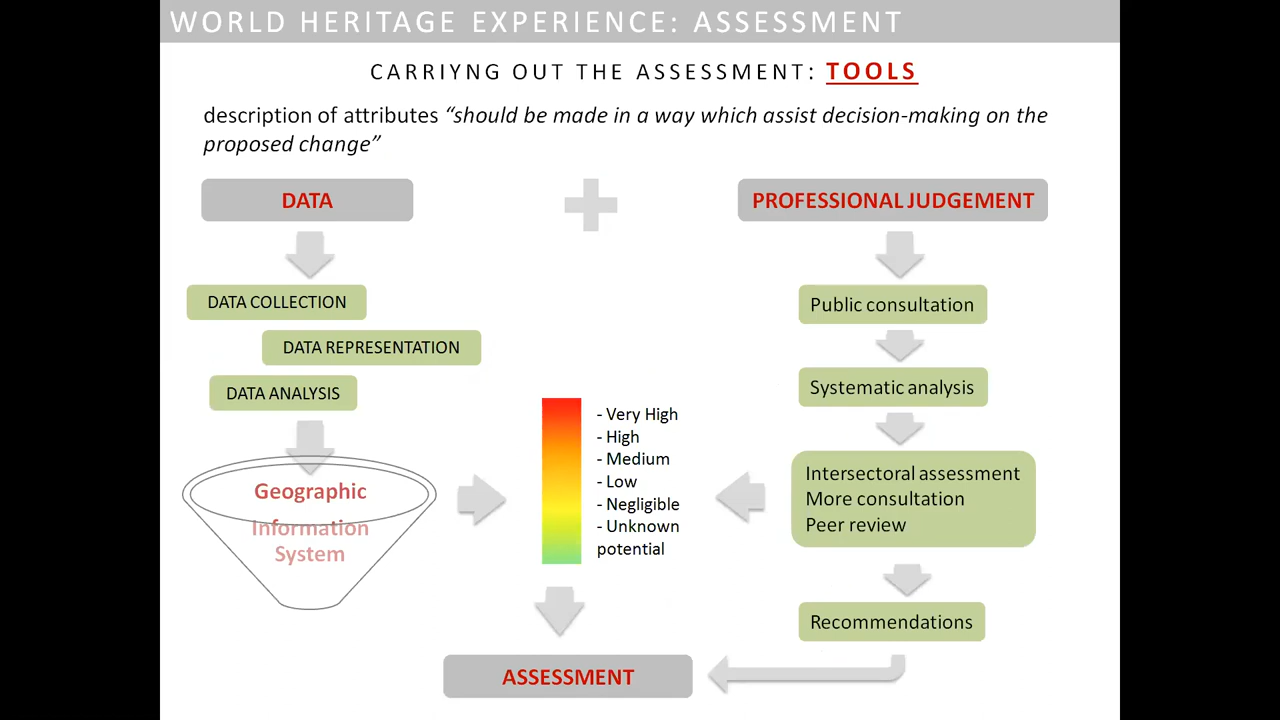 WORLD HERITAGE EXPERIENCE: ASSESSMENT
CARRIYNG OUT THE ASSESSMENT: TOOLS
description of attributes “should be made in a way which assist decision-making on the
proposed change”
DATA
PROFESSIONAL JUDGEMENT
DATA COLLECTION
DATA REPRESENTATION
DATA ANALYSIS
Geographic
Information
System
- Very High
- High
- Medium
- Low
- Negligible
- Unknown
potential
Public consultation
Systematic analysis
Intersectoral assessment
More consultation
Peer review
Recommendations
ASSESSMENT